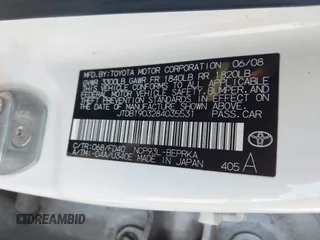 MFD. BY: TOYOTA MOTOR CORPORATION 06/08
GVWR 3300LB GAWR FR 1840LB RR 1820LB
THIS VEHICLE CONFORMS TO ALL APPLICABLE
FEDERAL MOTOR VEHICLE SAFETY, BUMPER, AND
THEFT PREVENTION STANDARDS IN EFFECT ON
THE DATE OF MANUFACTURE SHOWN ABOVE.
JTDBT903284035531 PASS.CAR
C/TR:068/FD40 NCP93L-BEPRKA
A/TM:-04A/U340E MADE IN JAPAN
405 A
TOYOTA
DREAMBID